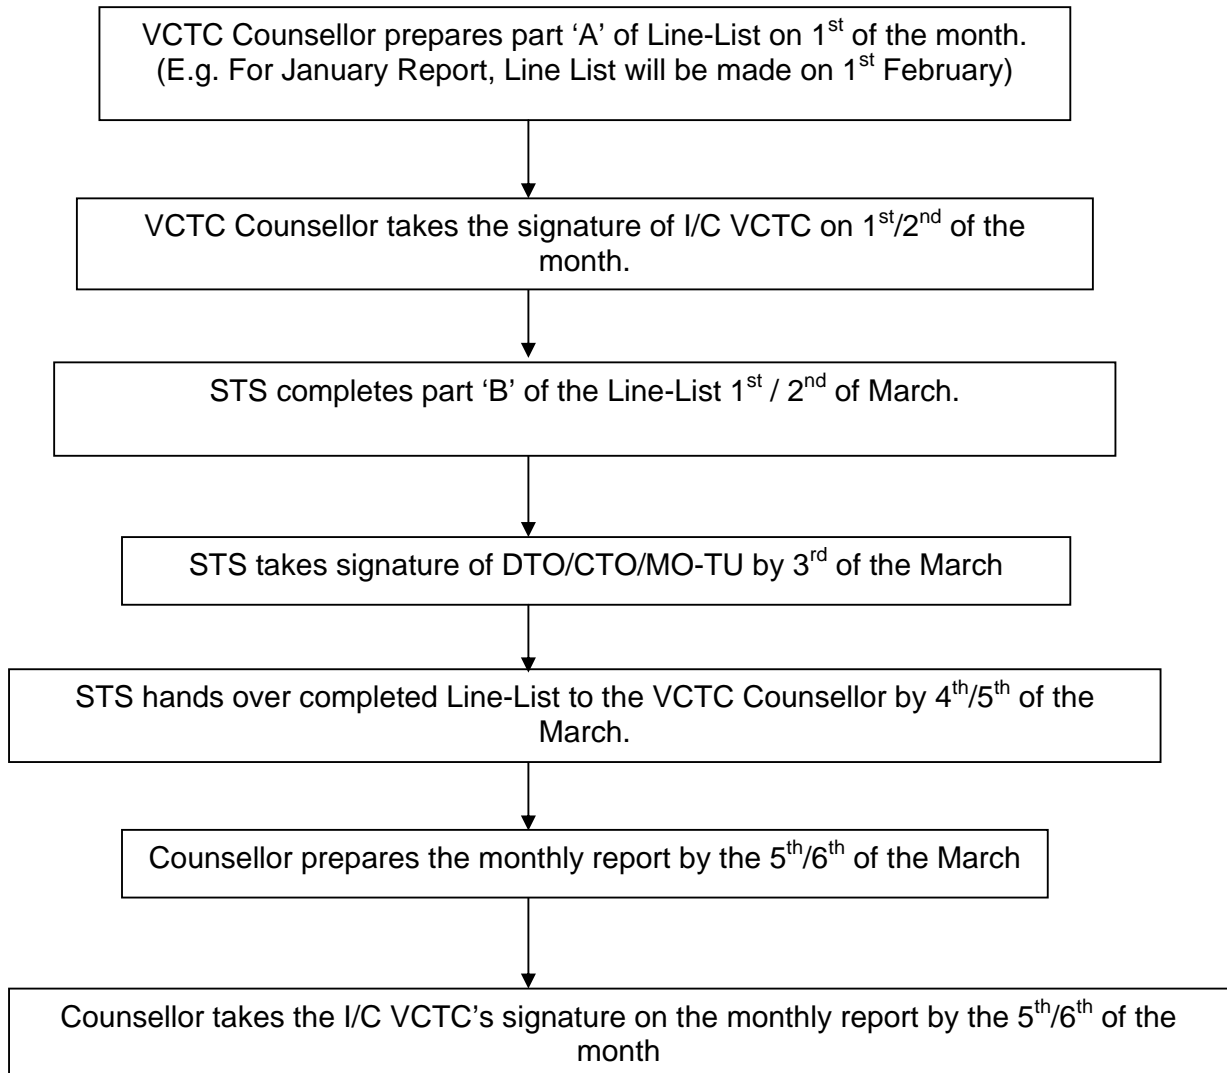 VCTC Counsellor prepares part ‘A’ of Line-List on 1st of the month.
(E.g. For January Report, Line List will be made on 1st February)
VCTC Counsellor takes the signature of I/C VCTC on 1st/2nd of the
month.
STS completes part ‘B’ of the Line-List 1st / 2nd of March.
STS takes signature of DTO/CTO/MO-TU by 3rd of the March
STS hands over completed Line-List to the VCTC Counsellor by 4th/5th of the
March.
Counsellor prepares the monthly report by the 5th/6th of the March
Counsellor takes the I/C VCTC’s signature on the monthly report by the 5th/6th of the
month